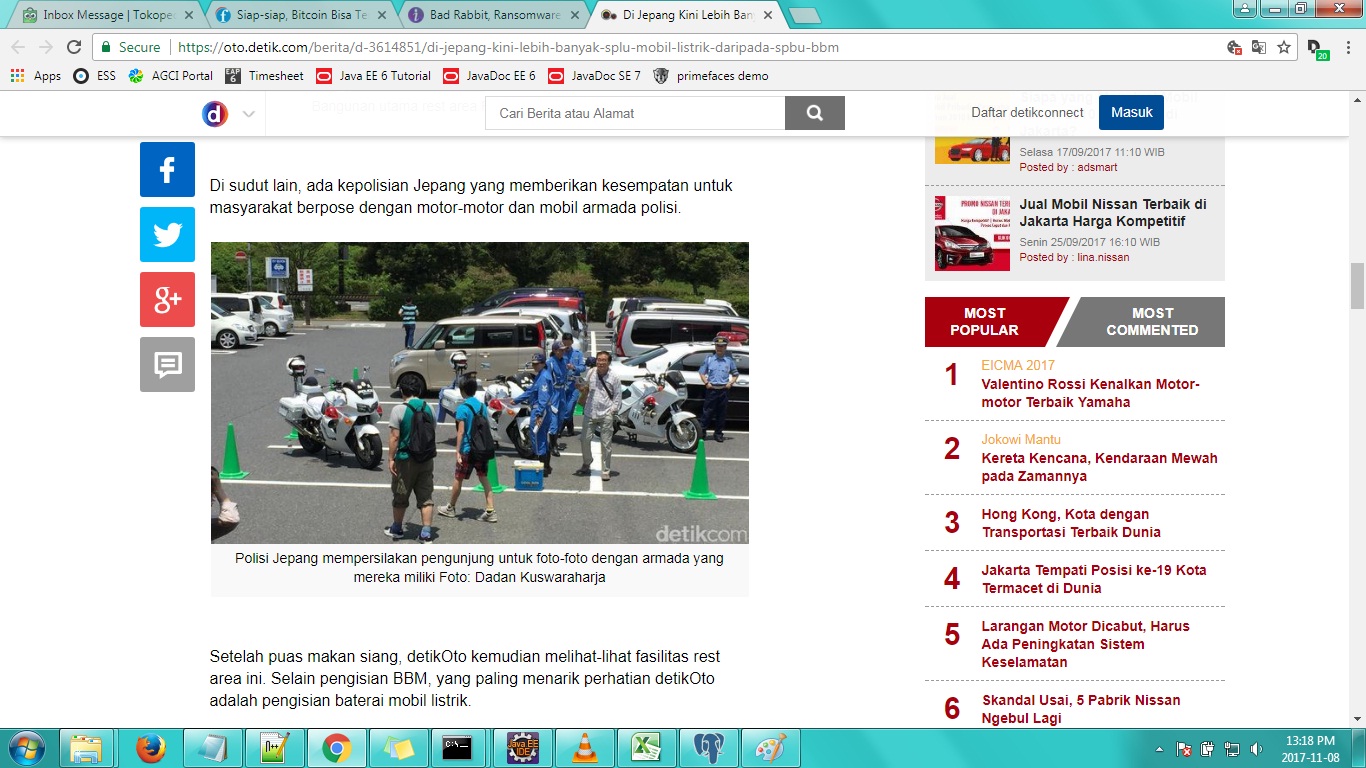 Inbox Message | Tokope
Siap-siap, Bitcoin Bisa Te
Bad Rabbit, Ransomware
Di Jepang Kini Lebih Ban
Secure
https://oto.detik.com/berita/d-3614851/di-jepang-kini-lebih-banyak-splu-mobil-listrik-daripada-spbu-bbm
20
Apps
ESS
AGCI Portal
EAP 6
Timesheet
Java EE 6 Tutorial
JavaDoc EE 6
JavaDoc SE 7
primefaces demo
d
Cari Berita atau Alamat
Daftar detikconnect
Masuk
f
g+
Di sudut lain, ada kepolisian Jepang yang memberikan kesempatan untuk
masyarakat berpose dengan motor-motor dan mobil armada polisi.
detikcom
Polisi Jepang mempersilakan pengunjung untuk foto-foto dengan armada yang
mereka miliki Foto: Dadan Kuswaraharja
Setelah puas makan siang, detikOto kemudian melihat-lihat fasilitas rest
area ini. Selain pengisian BBM, yang paling menarik perhatian detikOto
adalah pengisian baterai mobil listrik.
Selasa 17/09/2017 11:10 WIB
Posted by : adsmart
Jual Mobil Nissan Terbaik di
Jakarta Harga Kompetitif
Senin 25/09/2017 16:10 WIB
Posted by : lina.nissan
MOST
POPULAR
MOST
COMMENTED
1
EICMA 2017
Valentino Rossi Kenalkan Motor-
motor Terbaik Yamaha
2
Jokowi Mantu
Kereta Kencana, Kendaraan Mewah
pada Zamannya
3
Hong Kong, Kota dengan
Transportasi Terbaik Dunia
4
Jakarta Tempati Posisi ke-19 Kota
Termacet di Dunia
5
Larangan Motor Dicabut, Harus
Ada Peningkatan Sistem
Keselamatan
6
Skandal Usai, 5 Pabrik Nissan
Ngebul Lagi
Java EE
IDE
13:18 PM
2017-11-08